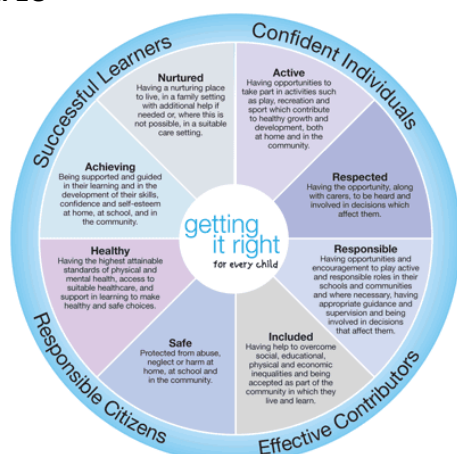 Successful Learners
Confident Individuals
Nurtured
Having a nurturing place
to live, in a family setting
with additional help if
needed or, where this is
not possible, in a suitable
care setting.
Active
Having opportunities to
take part in activities such
as play, recreation and
sport which contribute
to healthy growth and
development, both
at home and in the
community.
Achieving
Being supported and guided
in their learning and in the
development of their skills,
confidence and self-esteem
at home, at school, and in
the community.
Respected
Having the opportunity, along
with carers, to be heard and
involved in decisions which
affect them.
getting
it right
for every child
Healthy
Having the highest attainable
standards of physical and
mental health, access to
suitable healthcare, and
support in learning to make
healthy and safe choices.
Responsible
Having opportunities and
encouragement to play active
and responsible roles in their
schools and communities
and where necessary, having
appropriate guidance and
supervision and being
involved in decisions
that affect them.
Safe
Protected from abuse,
neglect or harm at
home, at school and
in the community.
Included
Having help to overcome
social, educational,
physical and economic
inequalities and being
accepted as part of the
community in which they
live and learn.
Responsible Citizens
Effective Contributors